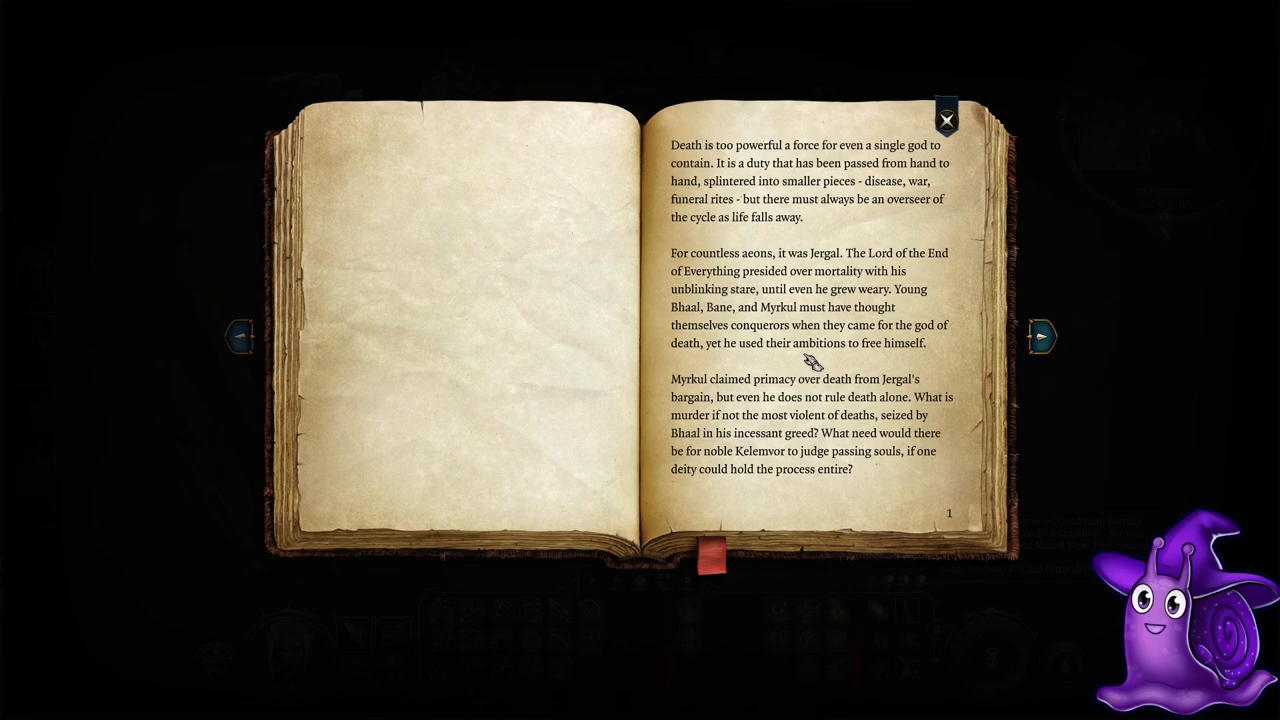 Death is too powerful a force for even a single god to
contain. It is a duty that has been passed from hand to
hand, splintered into smaller pieces - disease, war,
funeral rites - but there must always be an overseer of
the cycle as life falls away.
For countless aeons, it was Jergal. The Lord of the End
of Everything presided over mortality with his
unblinking stare, until even he grew weary. Young
Bhaal, Bane, and Myrkul must have thought
themselves conquerors when they came for the god of
death, yet he used their ambitions to free himself.
Myrkul claimed primacy over death from Jergal's
bargain, but even he does not rule death alone. What is
murder if not the most violent of deaths, seized by
Bhaal in his incessant greed? What need would there
be for noble Kelemvor to judge passing souls, if one
deity could hold the process entire?
1